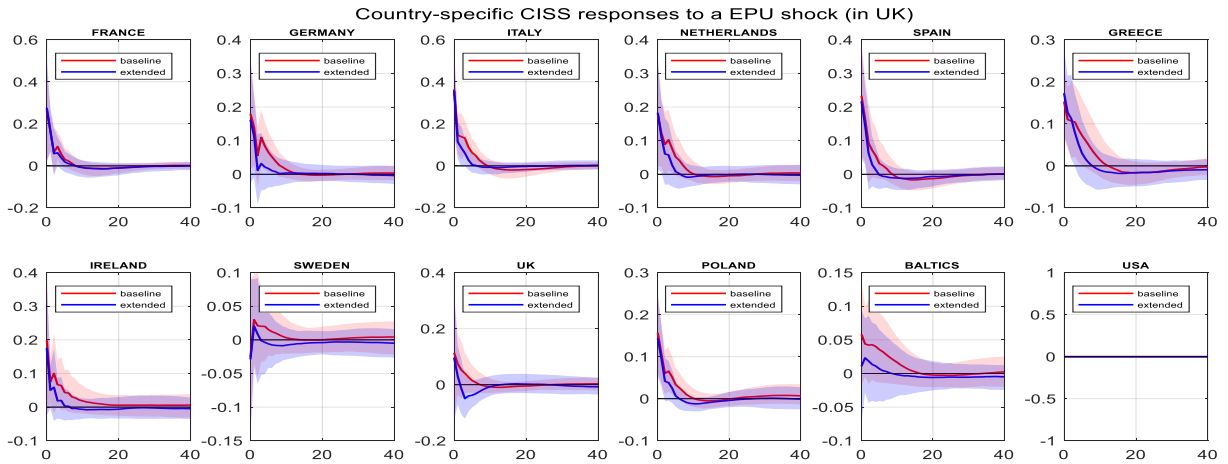 Country-specific CISS responses to a EPU shock (in UK)
FRANCE GERMANY ITALY NETHERLANDS SPAIN GREECE
0.6 0.4 0.6 0.4 0.4 0.3
baseline baseline baseline baseline baseline baseline
extended extended extended extended extended extended
0.4 0.3 0.4 0.3 0.3 0.2
0.2 0.2 0.2 0.2 0.2 0.1
0.1 0.1 0.1
0 0 0 0 0 0
-0.2 -0.1 -0.2 -0.1 -0.1 -0.1
0 20 40 0 20 40 0 20 40 0 20 40 0 20 40 0 20 40
IRELAND SWEDEN UK POLAND BALTICS USA
0.4 0.1 0.4 0.3 0.15 1
baseline baseline baseline baseline baseline baseline
extended extended extended extended extended extended
0.3 0.05 0.2 0.2 0.1 0.5
0.2 0 0.1 0.05 0
0.1 -0.05 0 0 0
0 -0.1 -0.05 -0.5
-0.1 -0.15 -0.2 -0.1 -0.1 -1
0 20 40 0 20 40 0 20 40 0 20 40 0 20 40 0 20 40